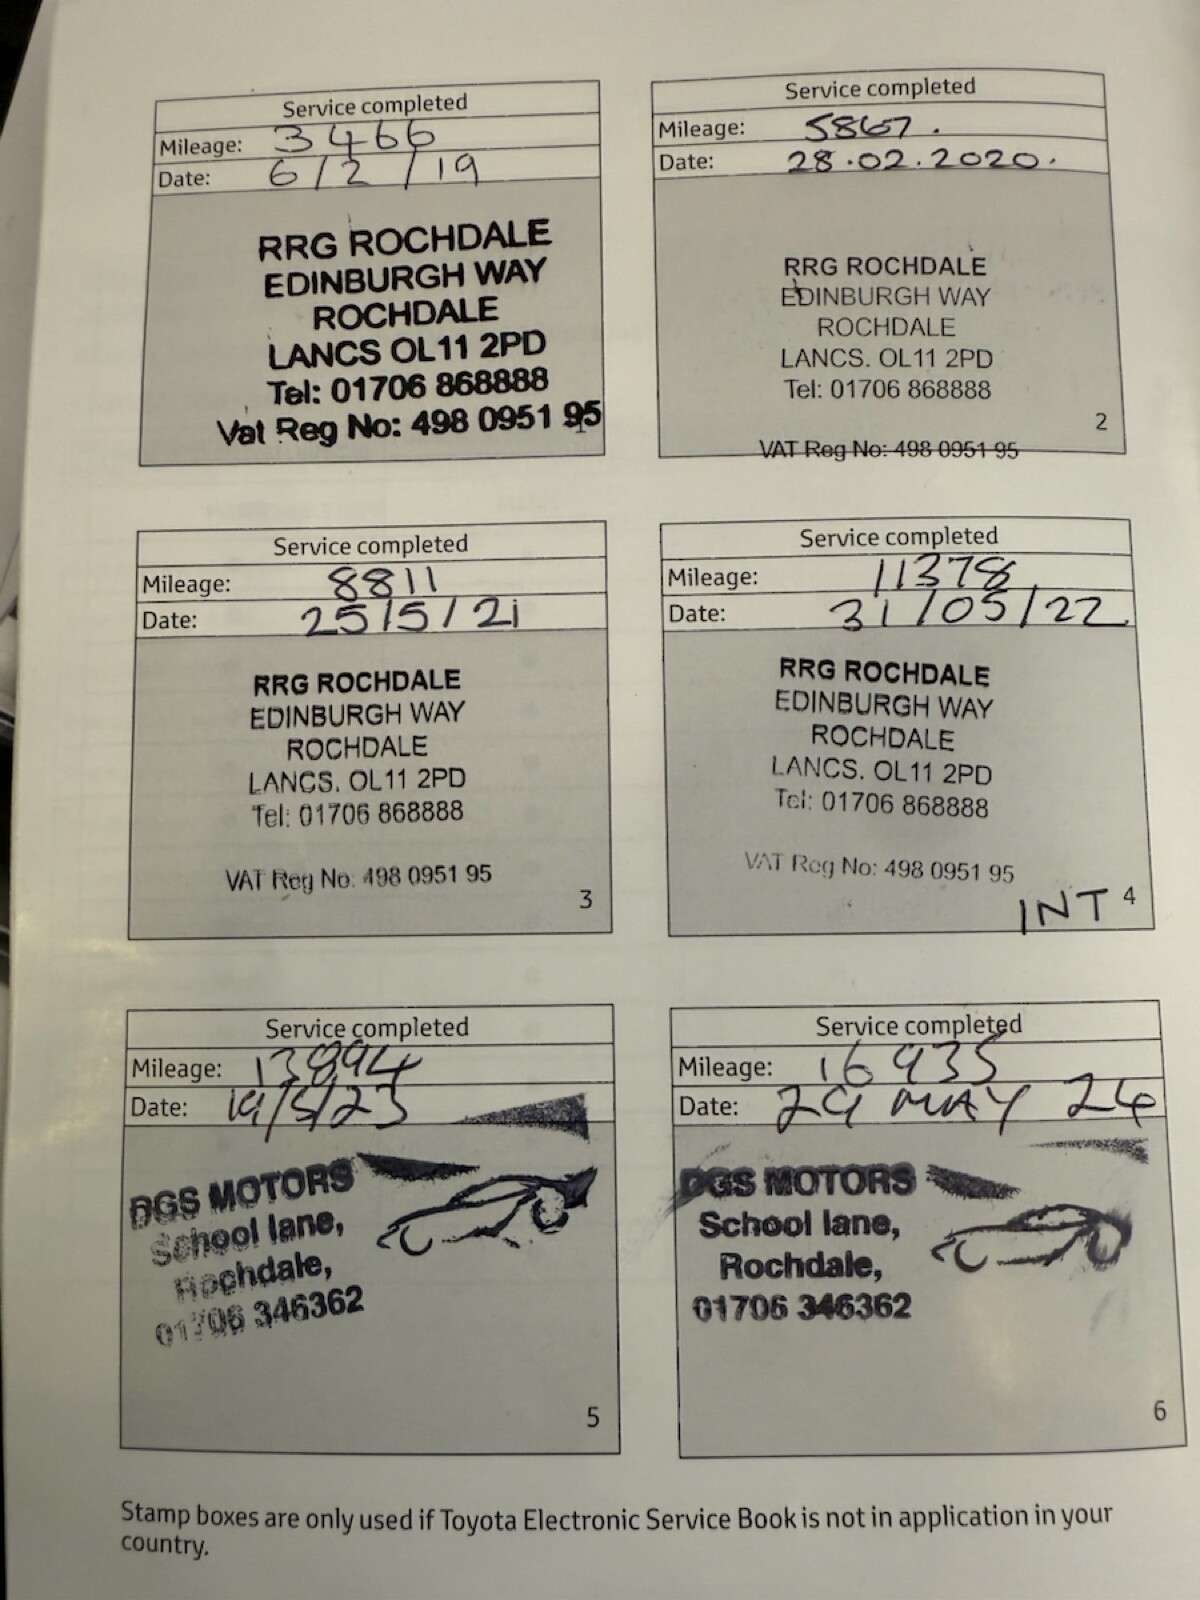 Service completed
Mileage: 3466
Date: 6/2/19
RRG ROCHDALE
EDINBURGH WAY
ROCHDALE
LANCS OL11 2PD
Tel: 01706 868888
Vat Reg No: 498 0951 95
Service completed
Mileage: 5867.
Date: 28.02.2020.
RRG ROCHDALE
EDINBURGH WAY
ROCHDALE
LANCS. OL11 2PD
Tel: 01706 868888
2
VAT Reg No: 498 0951 95
Service completed
Mileage: 8811
Date: 25/5/21
RRG ROCHDALE
EDINBURGH WAY
ROCHDALE
LANCS. OL11 2PD
Tel: 01706 868888
VAT Reg No: 498 0951 95
3
Service completed
Mileage: 11378
Date: 31/05/22
RRG ROCHDALE
EDINBURGH WAY
ROCHDALE
LANCS. OL11 2PD
Tel: 01706 868888
VAT Reg No: 498 0951 95
INT 4
Service completed
Mileage: 13894
Date: 19/5/23
DGS MOTORS
School lane,
Rochdale,
01706 346362
5
Service completed
Mileage: 16935
Date: 29 MAY 24
DGS MOTORS
School lane,
Rochdale,
01706 346362
6
Stamp boxes are only used if Toyota Electronic Service Book is not in application in your
country.